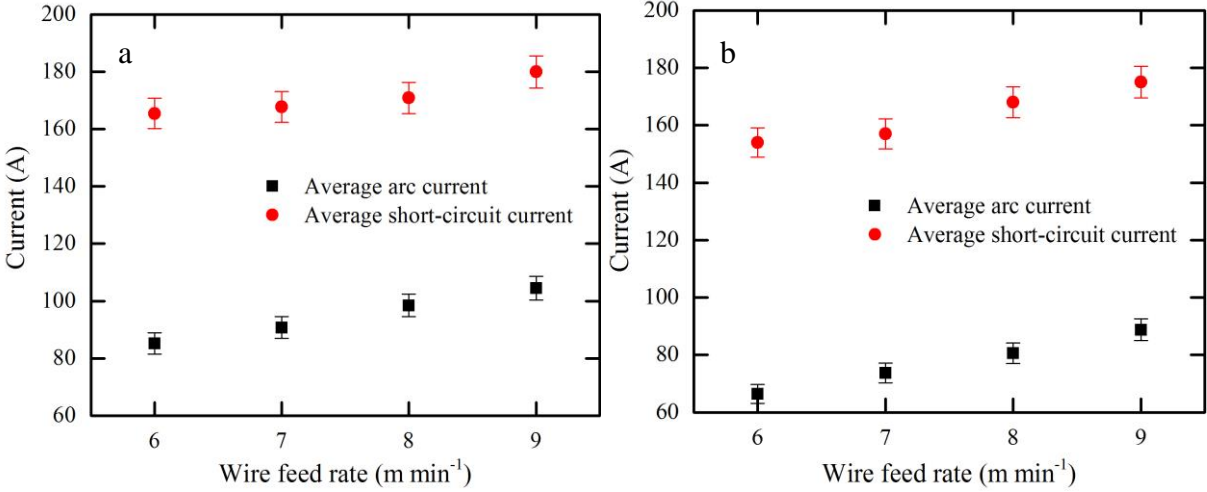 a
200
180
160
140
120
100
80
60
Current (A)
Average arc current
Average short-circuit current
6 7 8 9
Wire feed rate (m min⁻¹)
b
200
180
160
140
120
100
80
60
Current (A)
Average arc current
Average short-circuit current
6 7 8 9
Wire feed rate (m min⁻¹)